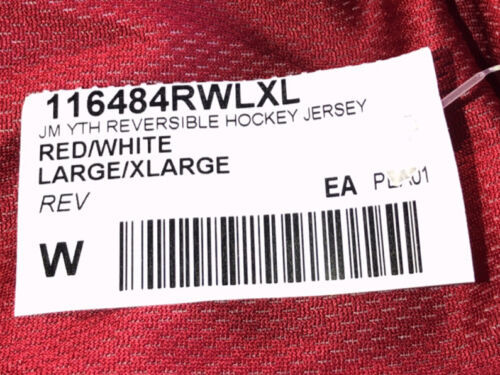 116484RWLXL
JM YTH REVERSIBLE HOCKEY JERSEY
RED/WHITE
LARGE/XLARGE
REV
EA
W